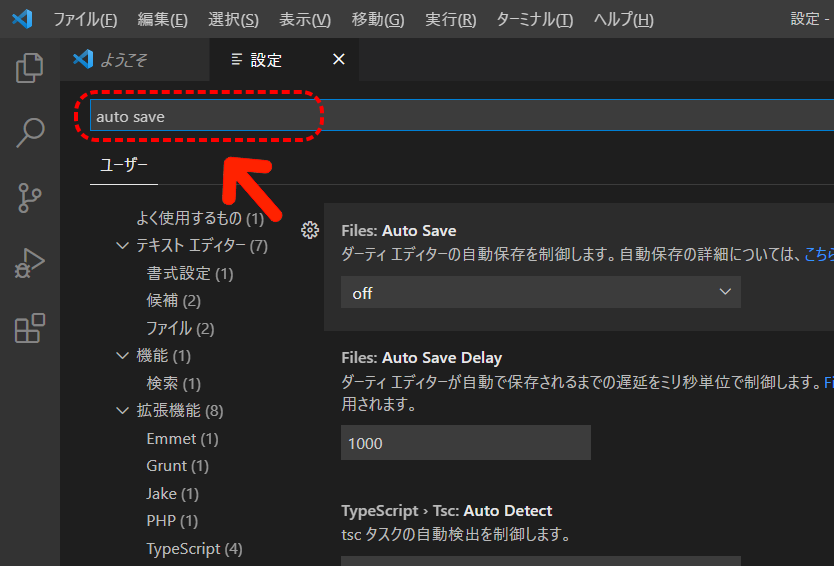 ファイル(F) 編集(E) 選択(S) 表示(V) 移動(G) 実行(R) ターミナル(T) ヘルプ(H) 設定 -
ようこそ 設定
auto save
ユーザー
よく使用するもの (1)
テキスト エディター (7)
書式設定 (1)
候補 (2)
ファイル (2)
機能 (1)
検索 (1)
拡張機能 (8)
Emmet (1)
Grunt (1)
Jake (1)
PHP (1)
TypeScript (4)
Files: Auto Save
ダーティ エディターの自動保存を制御します。自動保存の詳細については、こちら
off
Files: Auto Save Delay
ダーティ エディターが自動で保存されるまでの遅延をミリ秒単位で制御します。Fi
用されます。
1000
TypeScript › Tsc: Auto Detect
tsc タスクの自動検出を制御します。